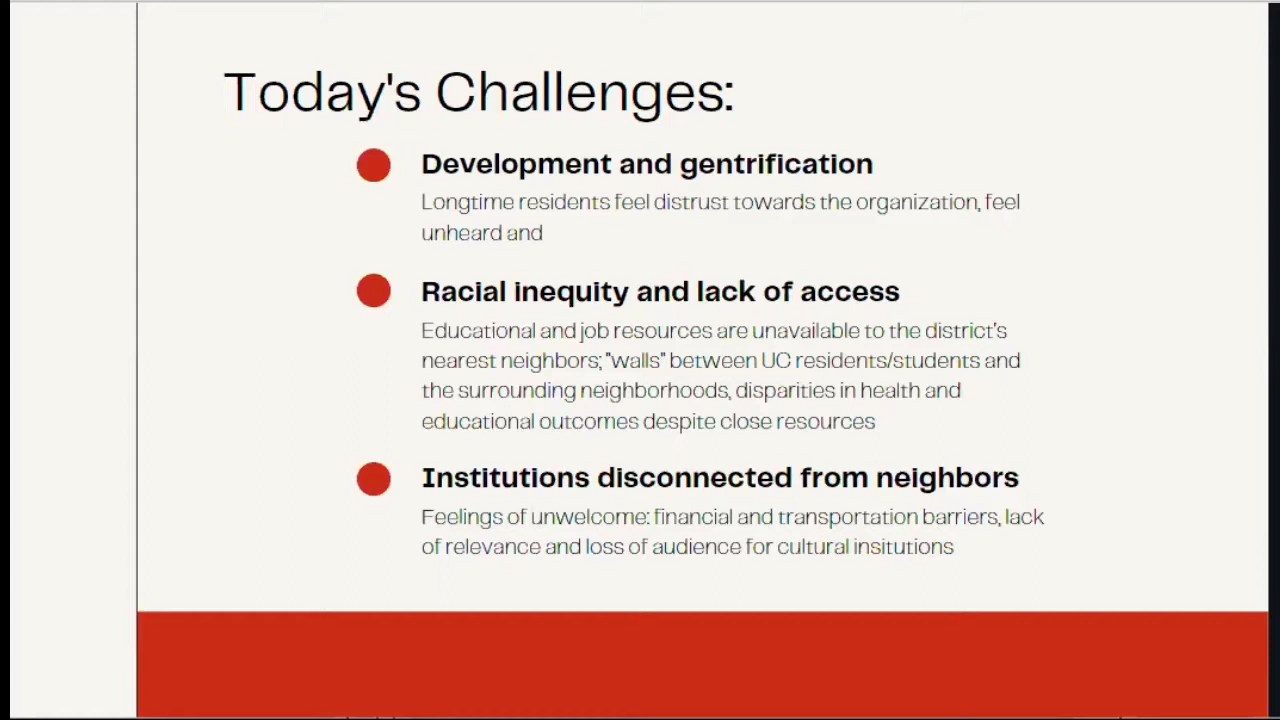 Today's Challenges:
Development and gentrification
Longtime residents feel distrust towards the organization, feel
unheard and
Racial inequity and lack of access
Educational and job resources are unavailable to the district's
nearest neighbors; "walls" between UC residents/students and
the surrounding neighborhoods, disparities in health and
educational outcomes despite close resources
Institutions disconnected from neighbors
Feelings of unwelcome: financial and transportation barriers, lack
of relevance and loss of audience for cultural insitutions